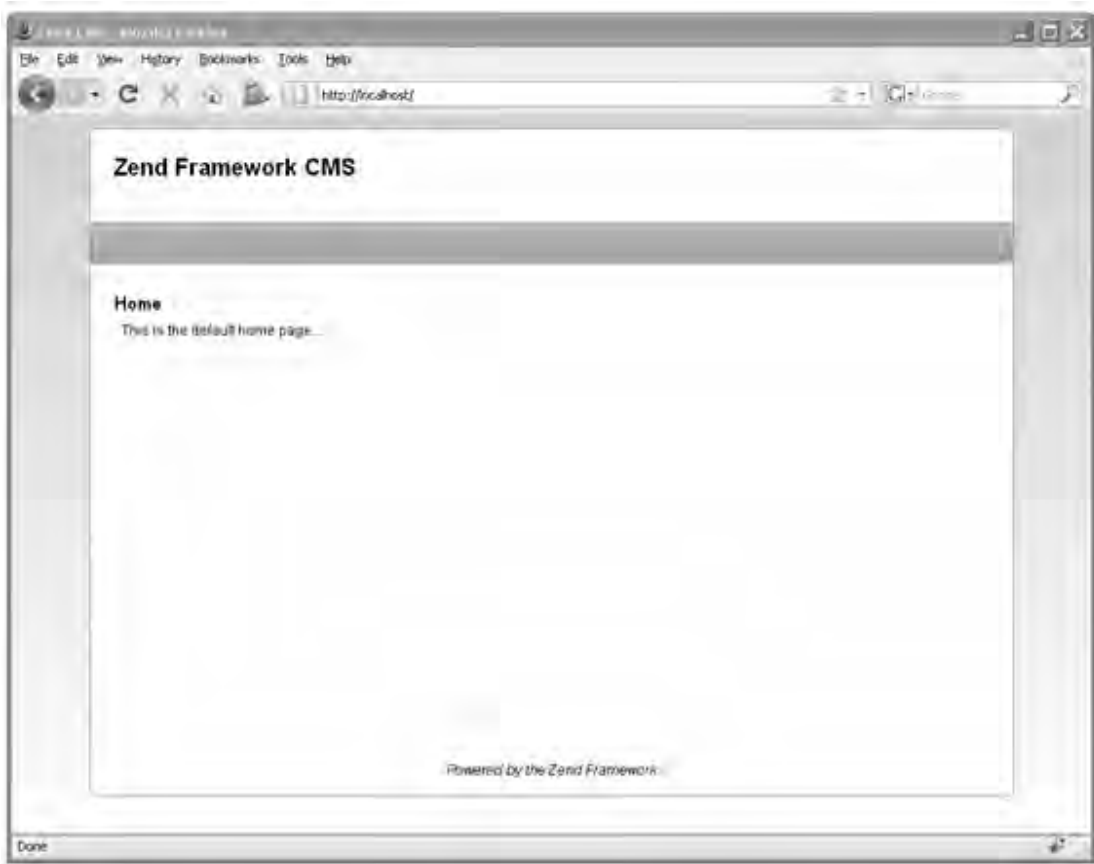 File Edit View History Bookmarks Tools Help
http://localhost/
Zend Framework CMS
Home
This is the default home page...
Powered by the Zend Framework
Done